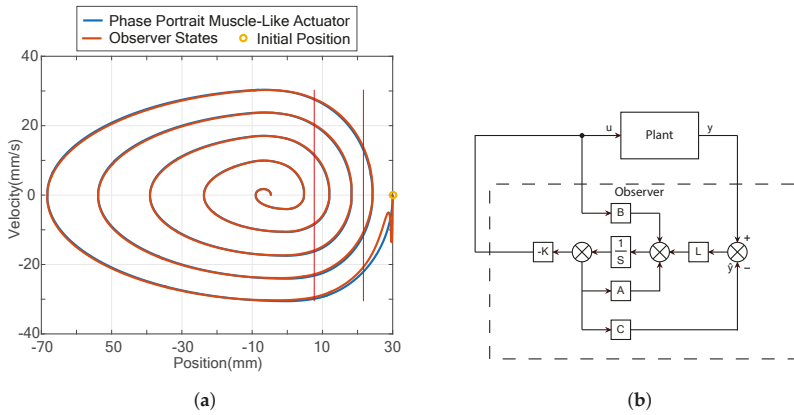 Phase Portrait Muscle-Like Actuator
Observer States
Initial Position
40
20
0
-20
-40
Velocity(mm/s)
-70
-50
-30
-10
10
30
Position(mm)
(a)
u
Plant
y
Observer
B
+
-K
1
S
L
ŷ
−
A
C
(b)